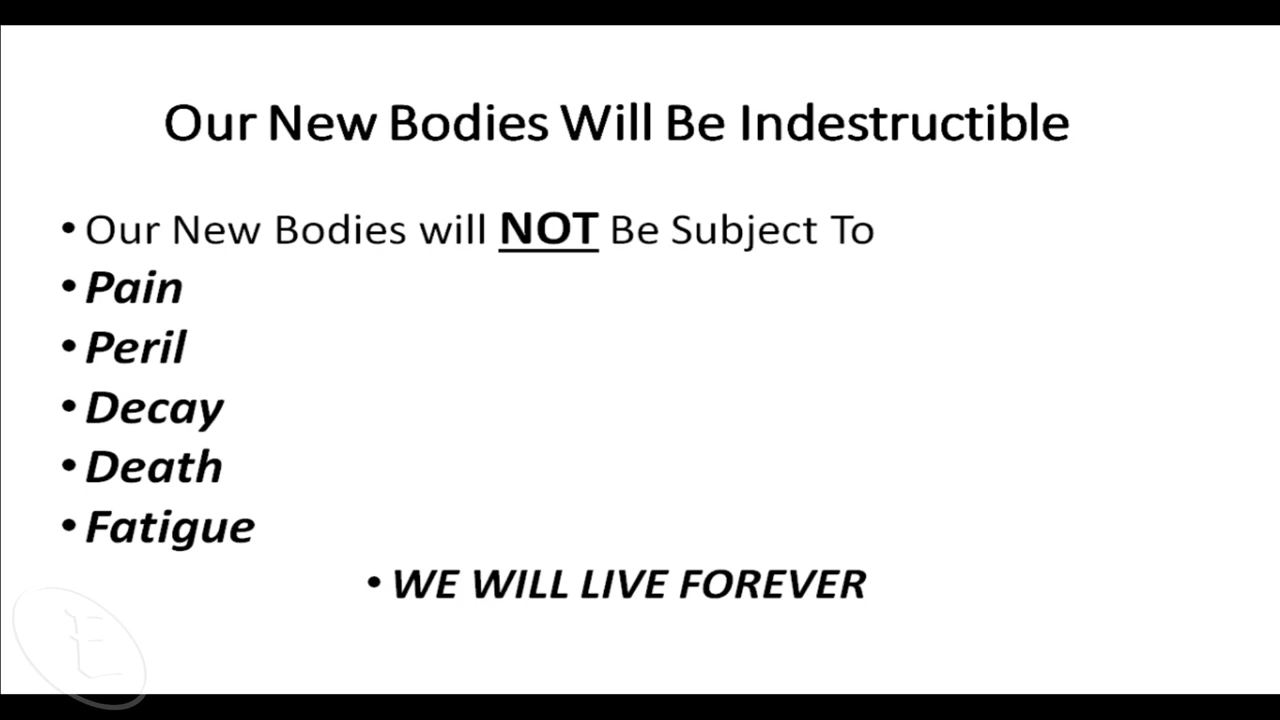 Our New Bodies Will Be Indestructible
• Our New Bodies will NOT Be Subject To
• Pain
• Peril
• Decay
• Death
• Fatigue
• WE WILL LIVE FOREVER